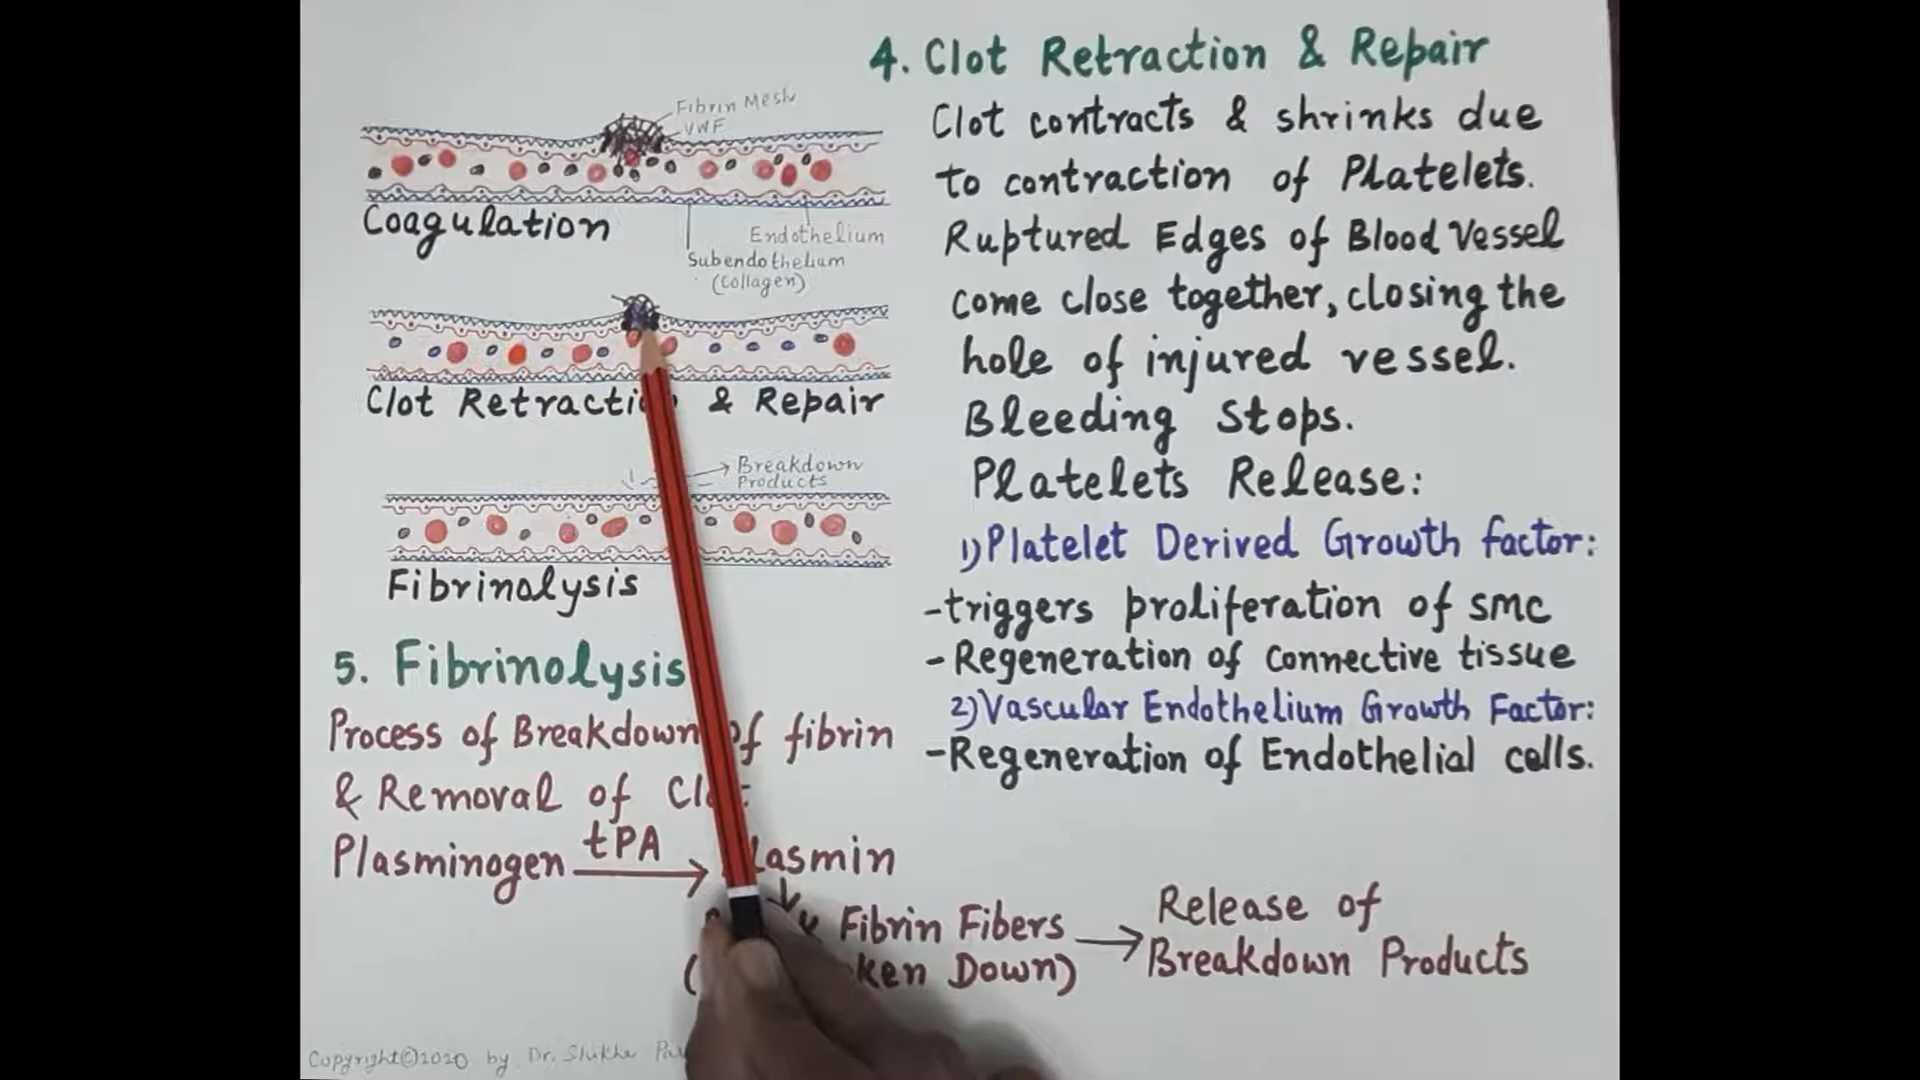 Fibrin Mesh
VWF
Coagulation
Endothelium
Subendothelium
(Collagen)
Clot Retracti & Repair
Breakdown
Products
Fibrinolysis
5. Fibrinolysis
Process of Breakdown of fibrin
& Removal of
Plasminogen tPA lasmin
Fibrin Fibers
ken Down)
Release of
Breakdown Products
4. Clot Retraction & Repair
Clot contracts & shrinks due
to contraction of Platelets.
Ruptured Edges of Blood Vessel
come close together, closing the
hole of injured vessel.
Bleeding Stops.
Platelets Release:
1) Platelet Derived Growth factor:
- triggers proliferation of SMC
- Regeneration of connective tissue
2) Vascular Endothelium Growth Factor:
- Regeneration of Endothelial cells.
Copyright©2020 by Dr.